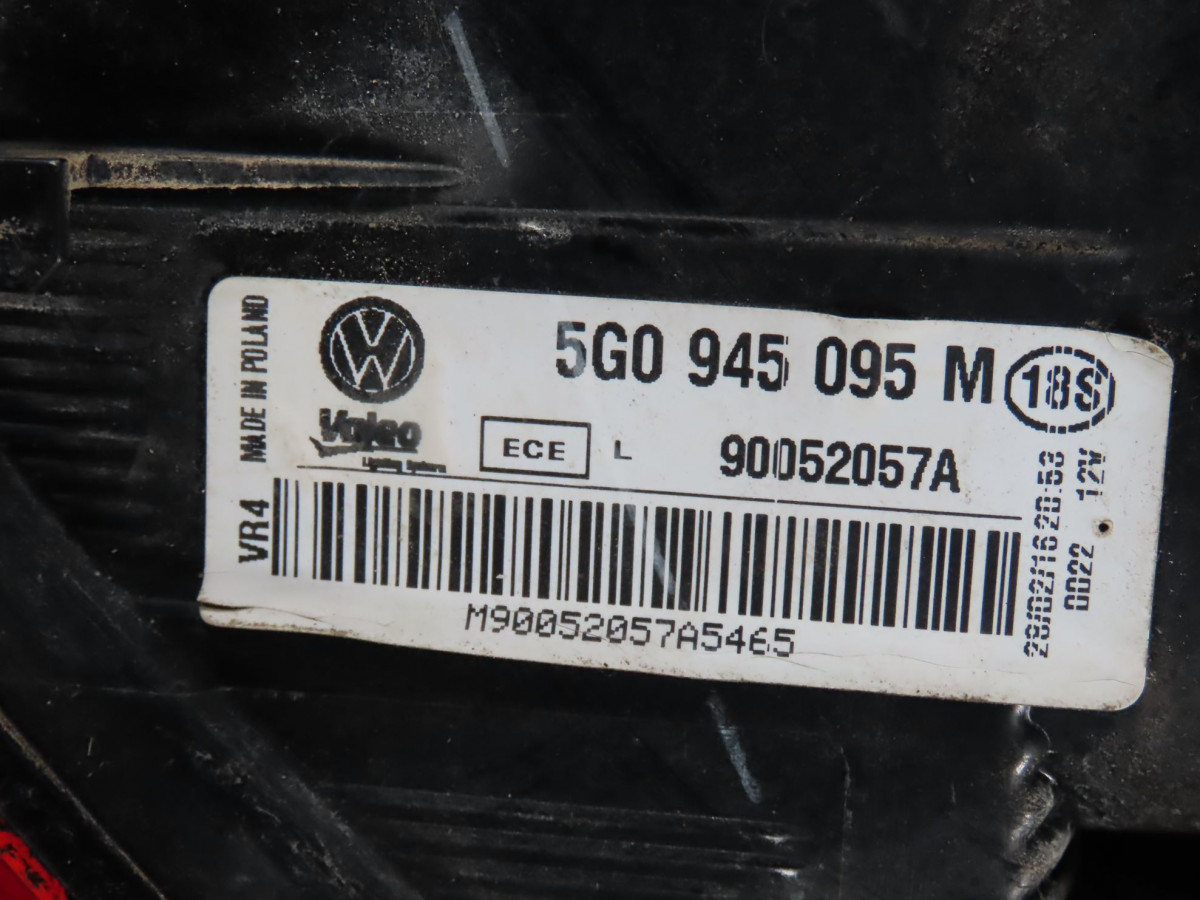 MADE IN POLAND
VR4
5G0 945 095 M
18S
Valeo
ECE L 90052057A
M90052057A5465
0022 12V